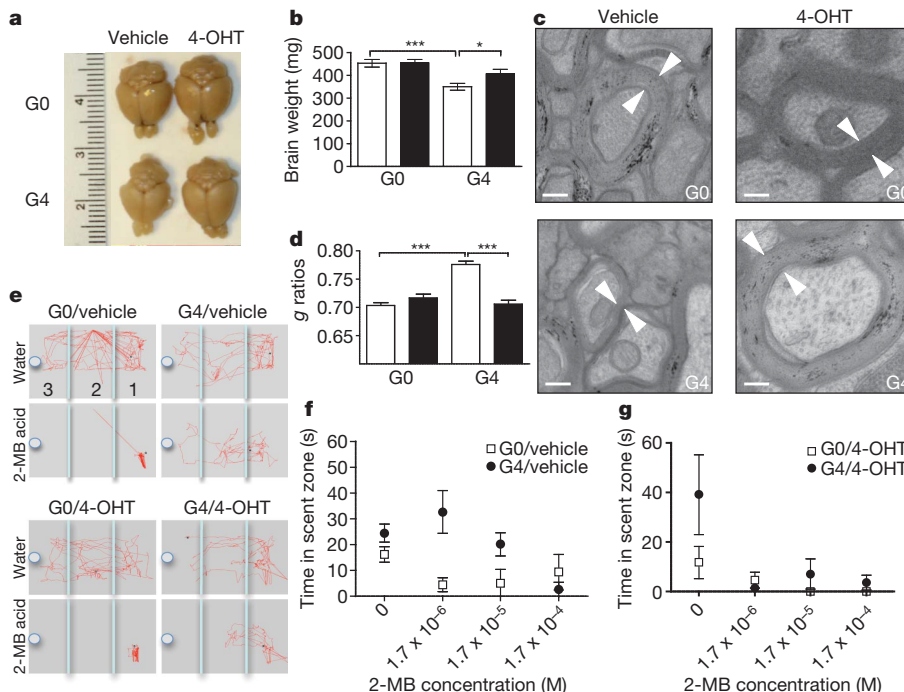 a
Vehicle 4-OHT
G0
G4
4
3
2
b
Brain weight (mg)
500
400
300
200
100
0
***
*
G0 G4
c
Vehicle 4-OHT
G0
G0
G4
G4
d
g ratios
0.80
0.75
0.70
0.65
***
***
G0 G4
e
G0/vehicle G4/vehicle
Water
3 2 1
2-MB acid
G0/4-OHT G4/4-OHT
Water
2-MB acid
f
Time in scent zone (s)
60
50
40
30
20
10
0
G0/vehicle
G4/vehicle
0
1.7 × 10⁻⁶
1.7 × 10⁻⁵
1.7 × 10⁻⁴
2-MB concentration (M)
g
Time in scent zone (s)
60
40
20
0
G0/4-OHT
G4/4-OHT
0
1.7 × 10⁻⁶
1.7 × 10⁻⁵
1.7 × 10⁻⁴
2-MB concentration (M)